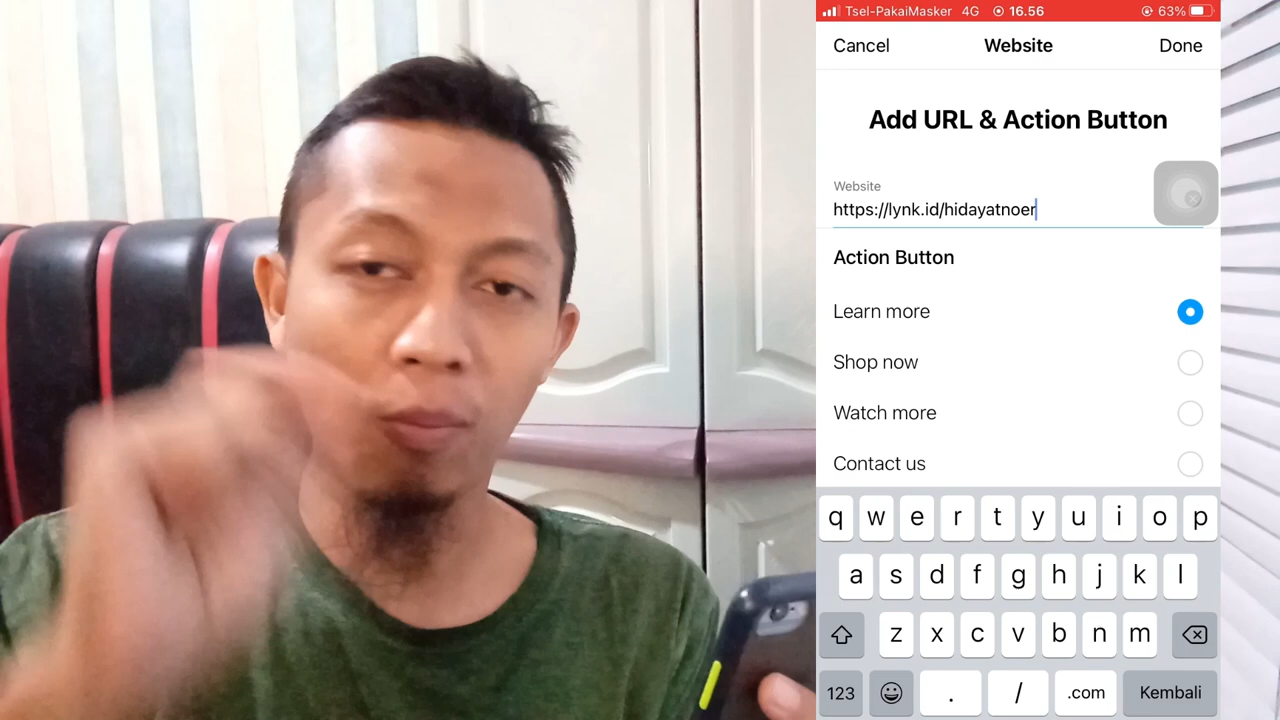 Tsel-PakaiMasker 4G 16.56 63%
Cancel Website Done
Add URL & Action Button
Website
https://lynk.id/hidayatnoer
Action Button
Learn more
Shop now
Watch more
Contact us
q w e r t y u i o p
a s d f g h j k l
z x c v b n m
123 . / .com Kembali